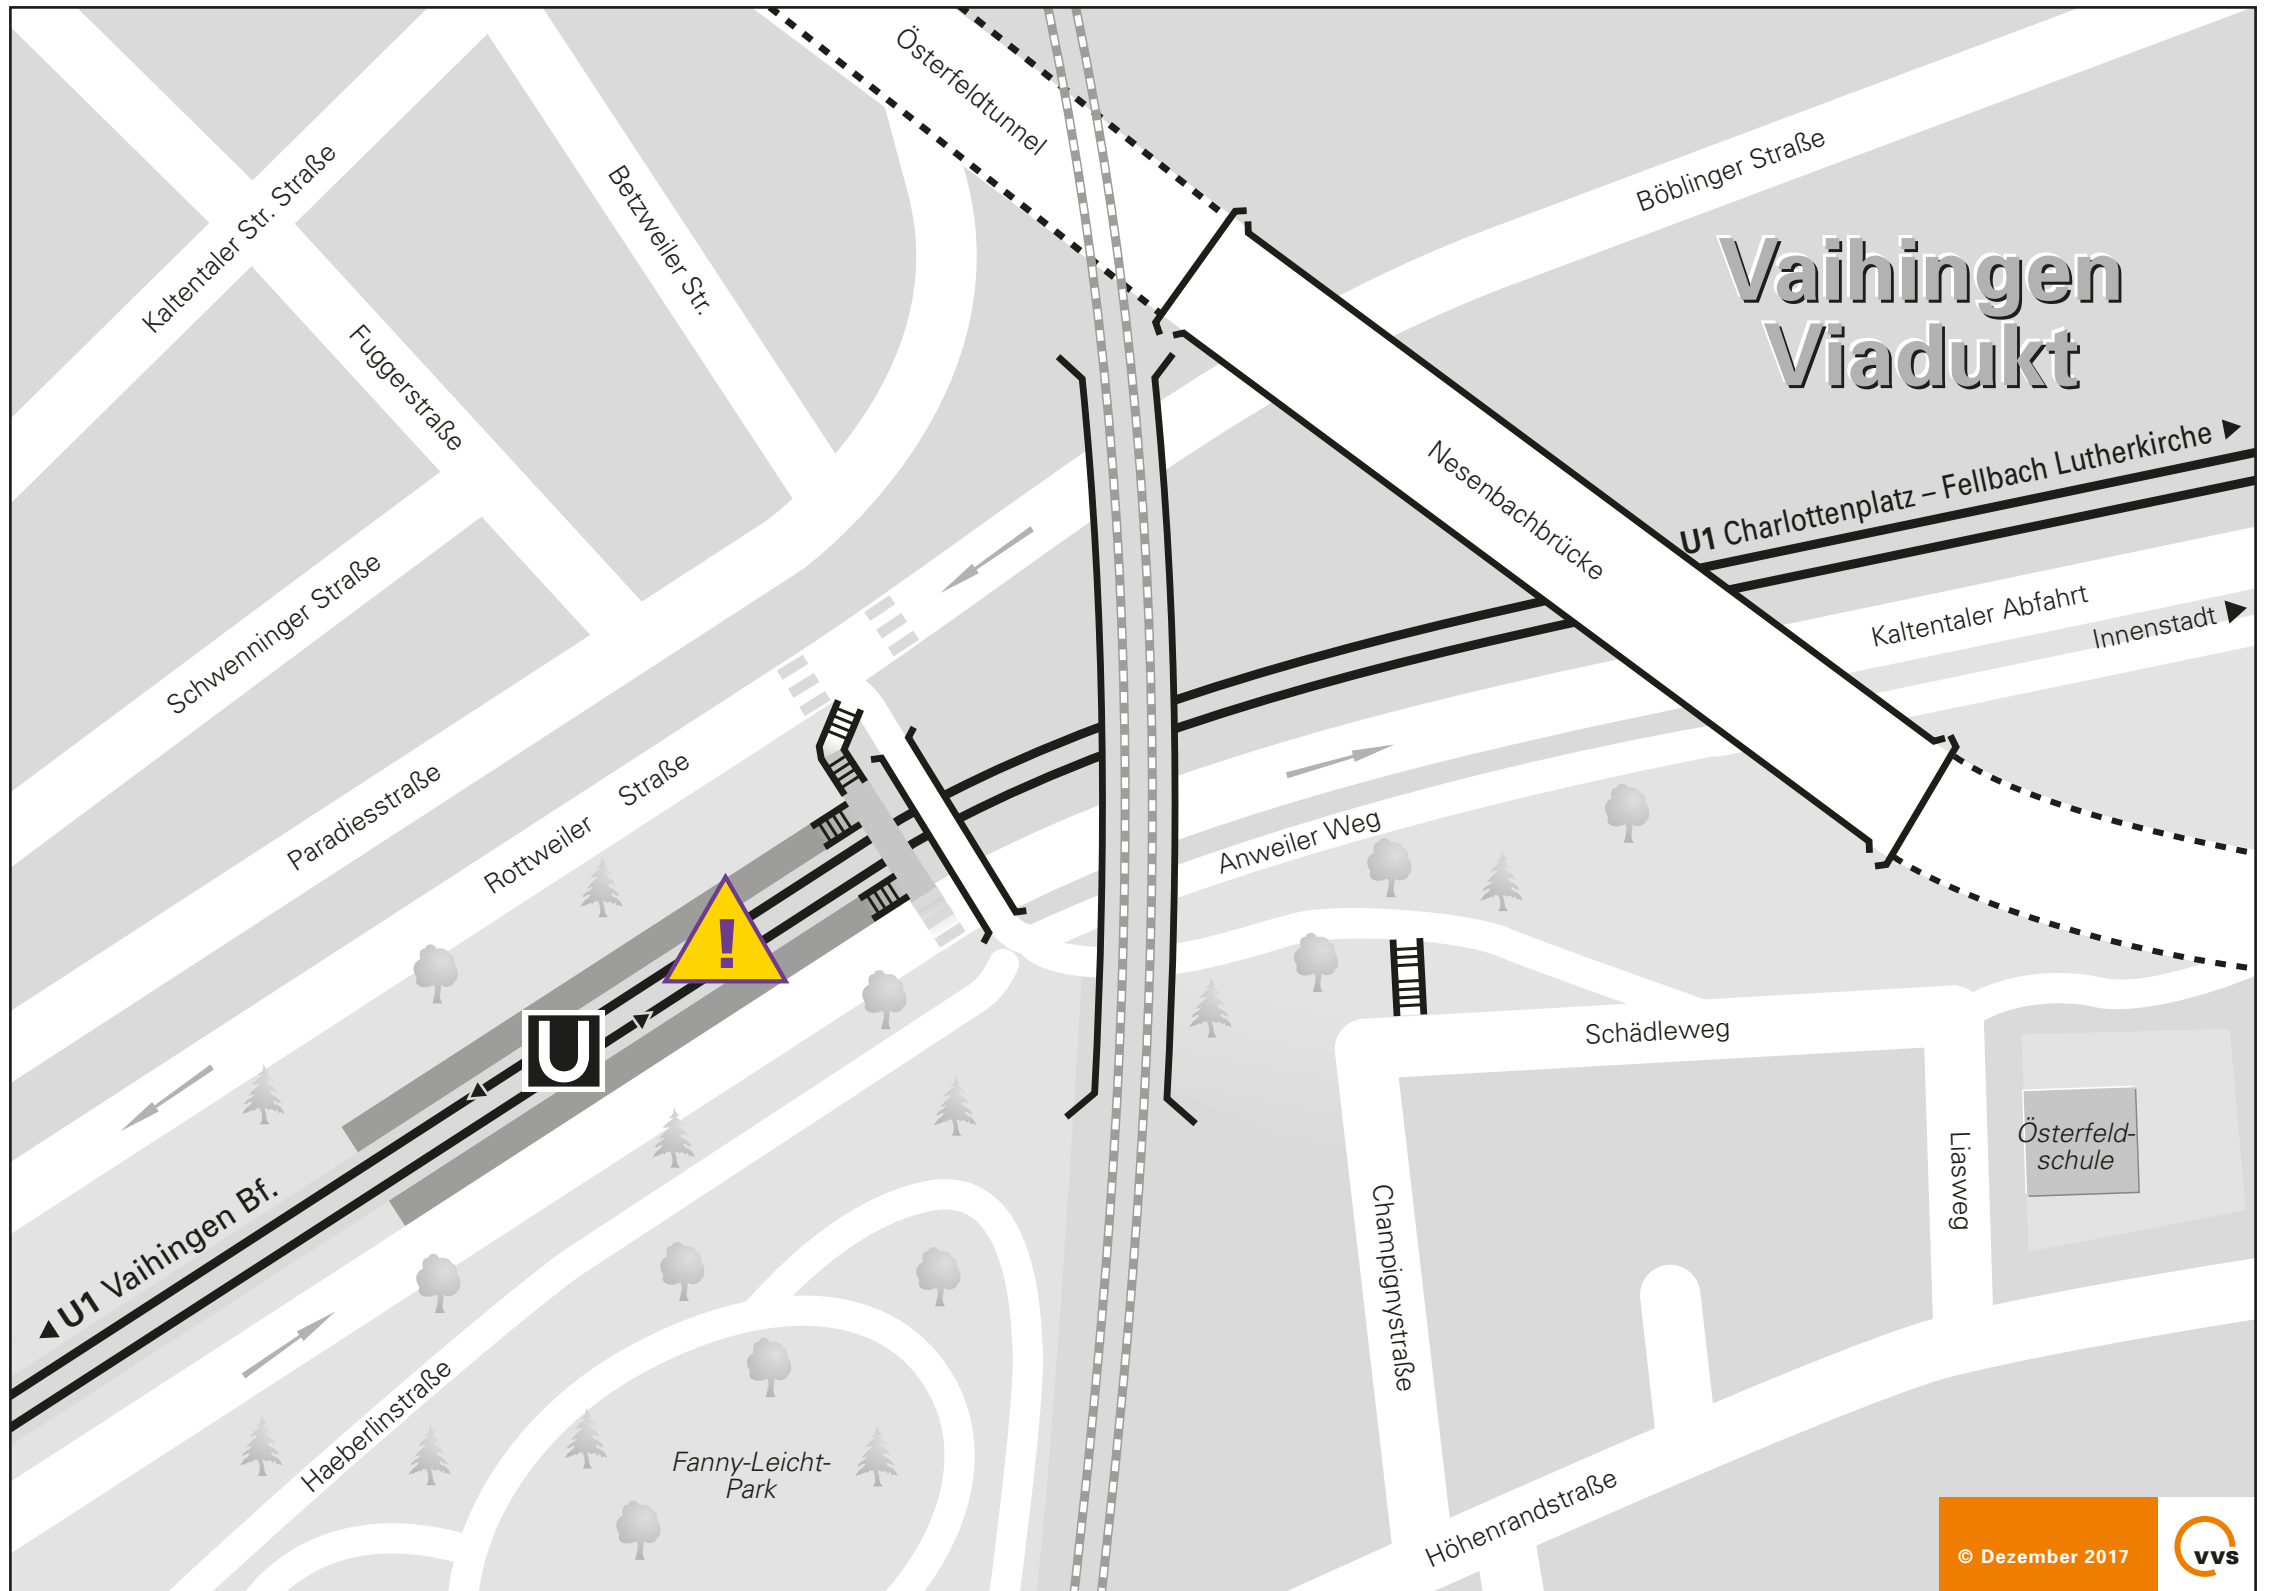 Österfeldtunnel
Böblinger Straße
Kaltentaler Str. Straße
Betzweiler Str.
Fuggerstraße
Vaihingen
Viadukt
U1 Charlottenplatz – Fellbach Lutherkirche
Nesenbachbrücke
Schwenninger Straße
Kaltentaler Abfahrt
Innenstadt
Paradiesstraße
Rottweiler Straße
Anweiler Weg
!
U
Schädleweg
Österfeld-
schule
Liasweg
U1 Vaihingen Bf.
Champignystraße
Haeberlinstraße
Fanny-Leicht-
Park
Höhenrandstraße
© Dezember 2017
vvs